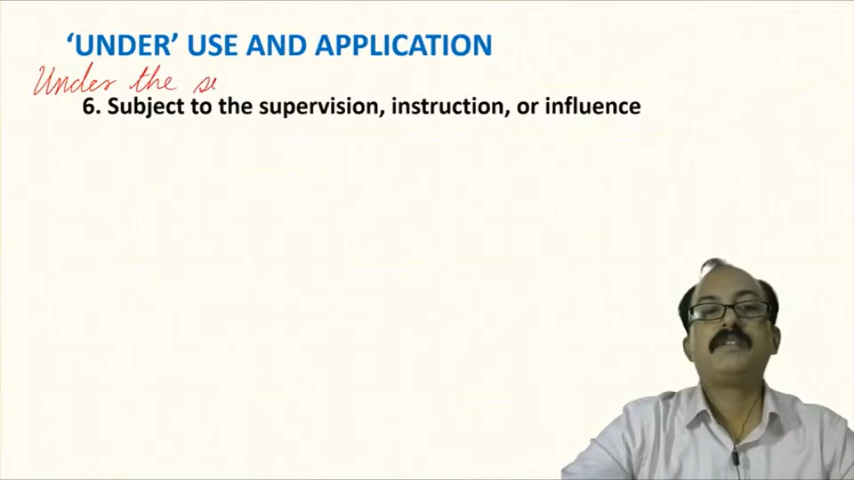 ‘UNDER’ USE AND APPLICATION
Under the
6. Subject to the supervision, instruction, or influence